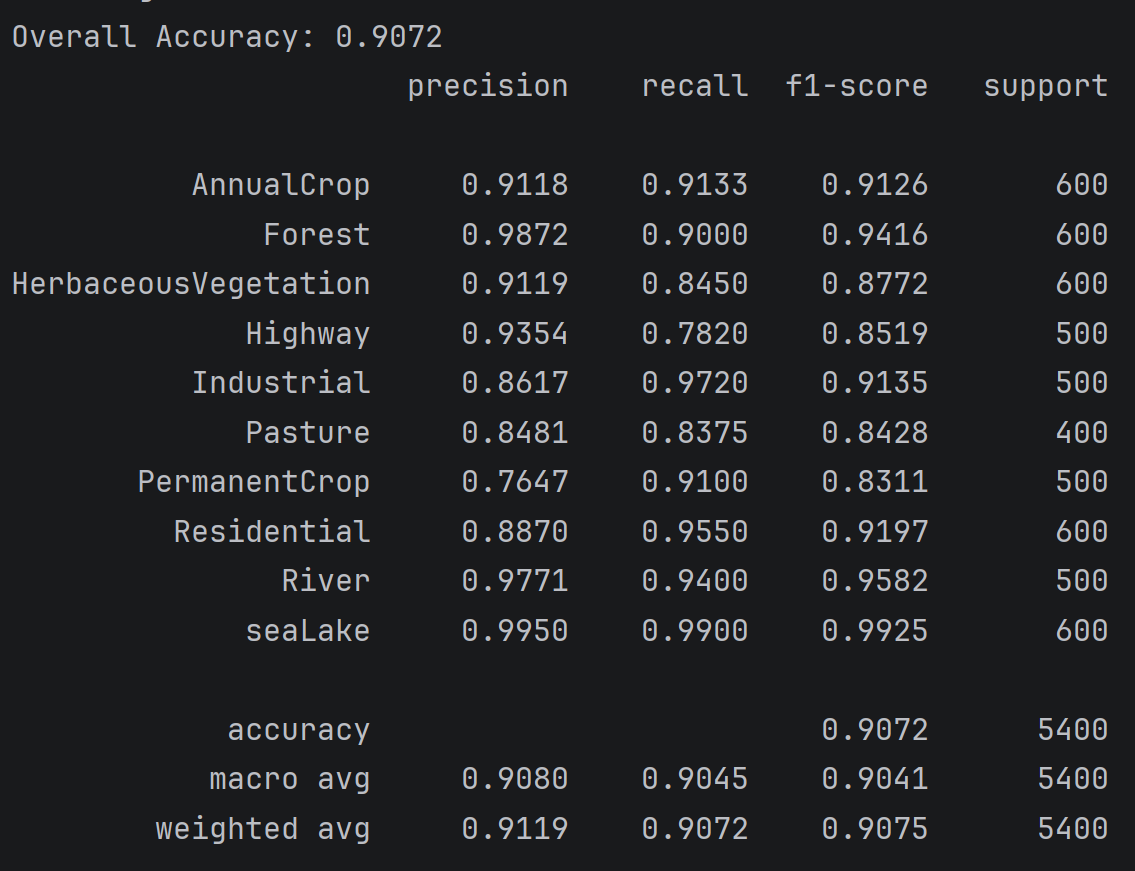 Overall Accuracy: 0.9072
precision recall f1-score support
AnnualCrop 0.9118 0.9133 0.9126 600
Forest 0.9872 0.9000 0.9416 600
HerbaceousVegetation 0.9119 0.8450 0.8772 600
Highway 0.9354 0.7820 0.8519 500
Industrial 0.8617 0.9720 0.9135 500
Pasture 0.8481 0.8375 0.8428 400
PermanentCrop 0.7647 0.9100 0.8311 500
Residential 0.8870 0.9550 0.9197 600
River 0.9771 0.9400 0.9582 500
seaLake 0.9950 0.9900 0.9925 600
accuracy 0.9072 5400
macro avg 0.9080 0.9045 0.9041 5400
weighted avg 0.9119 0.9072 0.9075 5400